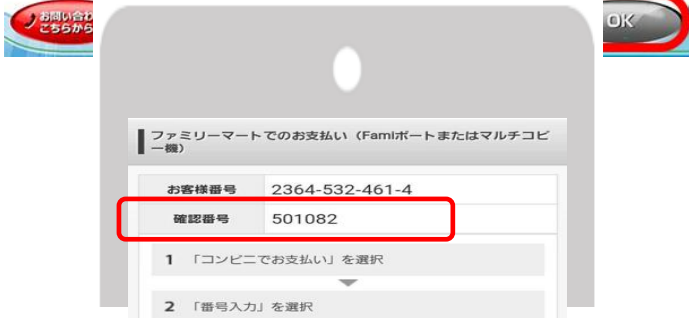 お問い合わ
こちらから
OK
ファミリーマートでのお支払い（Famiポートまたはマルチコピ
ー機）
お客様番号 2364-532-461-4
確認番号 501082
1 「コンビニでお支払い」を選択
2 「番号入力」を選択